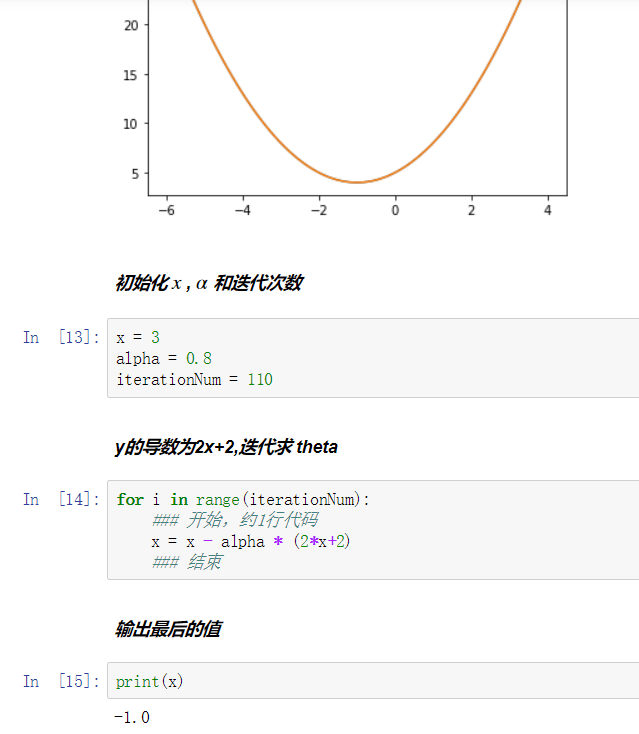 20
15
10
5
−6 −4 −2 0 2 4
初始化 x , α 和迭代次数
In [13]: x = 3
alpha = 0.8
iterationNum = 110
y的导数为2x+2,迭代求 theta
In [14]: for i in range(iterationNum):
### 开始，约1行代码
x = x - alpha * (2*x+2)
### 结束
输出最后的值
In [15]: print(x)
-1.0